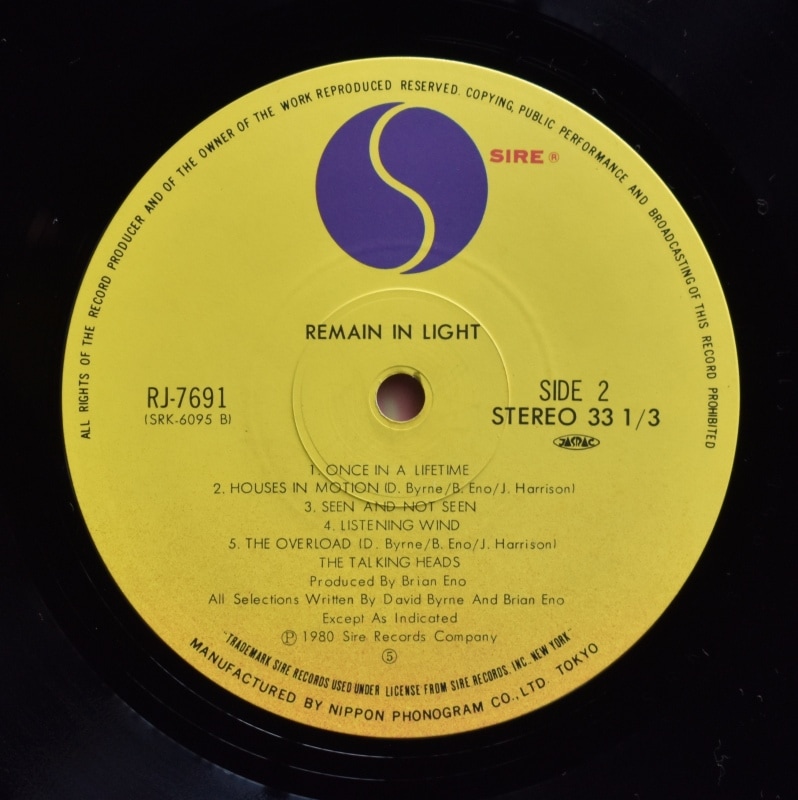 ALL RIGHTS OF THE RECORD PRODUCER AND OF THE OWNER OF THE WORK REPRODUCED RESERVED. COPYING, PUBLIC PERFORMANCE AND BROADCASTING OF THIS RECORD PROHIBITED
SIRE ®
REMAIN IN LIGHT
RJ-7691
(SRK-6095 B)
SIDE 2
STEREO 33 1/3
JASRAC
1. ONCE IN A LIFETIME
2. HOUSES IN MOTION (D. Byrne/B. Eno/J. Harrison)
3. SEEN AND NOT SEEN
4. LISTENING WIND
5. THE OVERLOAD (D. Byrne/B. Eno/J. Harrison)
THE TALKING HEADS
Produced By Brian Eno
All Selections Written By David Byrne And Brian Eno
Except As Indicated
℗ 1980 Sire Records Company
⑤
"TRADEMARK SIRE RECORDS USED UNDER LICENSE FROM SIRE RECORDS, INC. NEW YORK"
MANUFACTURED BY NIPPON PHONOGRAM CO., LTD. TOKYO